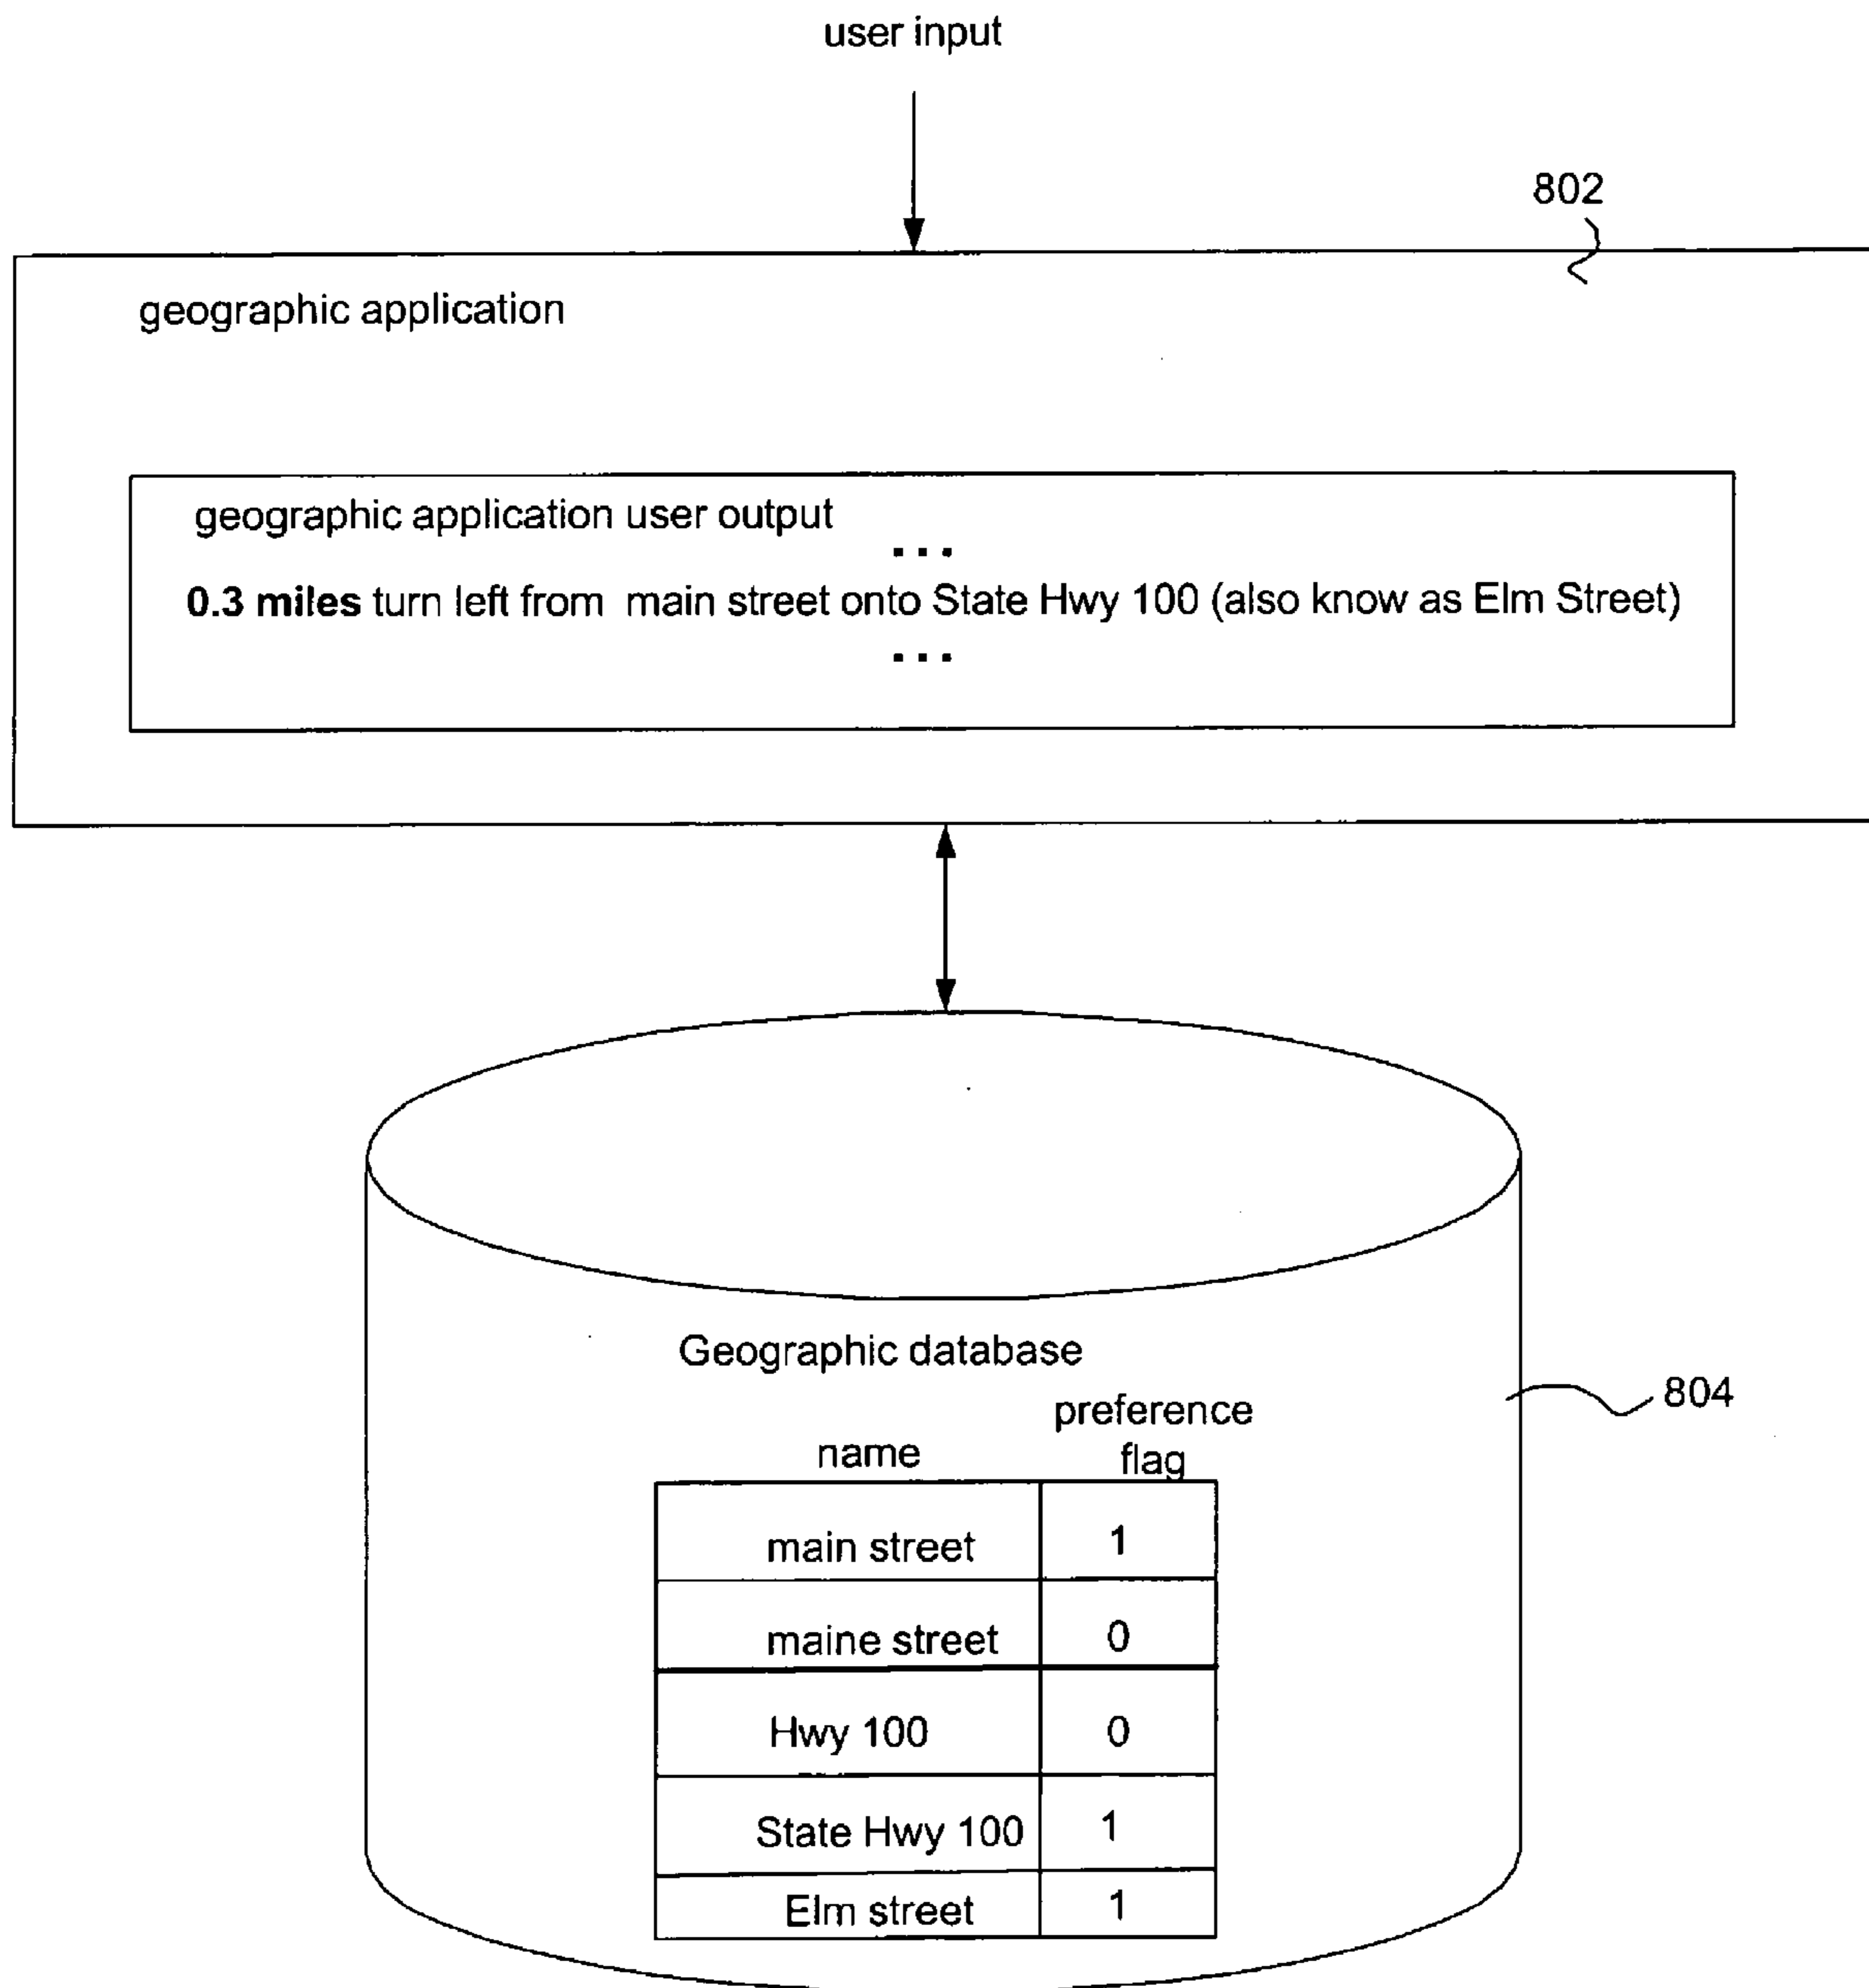 user input
802
geographic application
geographic application user output
...
0.3 miles turn left from main street onto State Hwy 100 (also know as Elm Street)
...
Geographic database
804
preference
name flag
main street 1
maine street 0
Hwy 100 0
State Hwy 100 1
Elm street 1